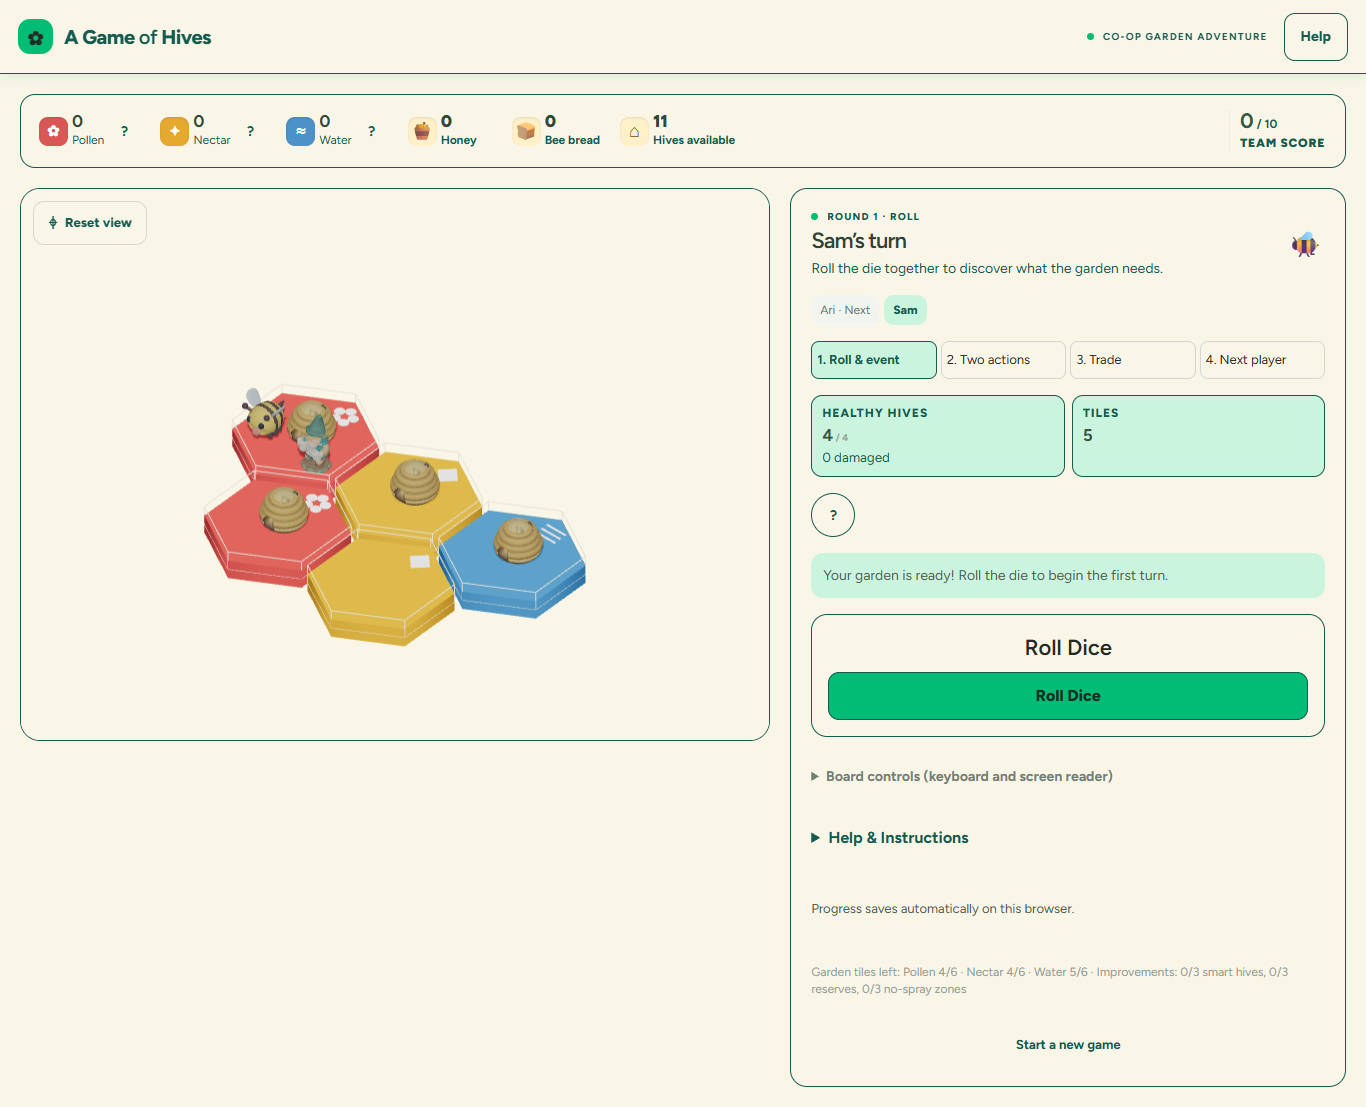 A Game of Hives
CO-OP GARDEN ADVENTURE
Help
0
Pollen
?
0
Nectar
?
0
Water
?
0
Honey
0
Bee bread
11
Hives available
0 / 10
TEAM SCORE
Reset view
ROUND 1 · ROLL
Sam's turn
Roll the die together to discover what the garden needs.
Ari · Next
Sam
1. Roll & event
2. Two actions
3. Trade
4. Next player
HEALTHY HIVES
4 / 4
0 damaged
TILES
5
?
Your garden is ready! Roll the die to begin the first turn.
Roll Dice
Roll Dice
Board controls (keyboard and screen reader)
Help & Instructions
Progress saves automatically on this browser.
Garden tiles left: Pollen 4/6 · Nectar 4/6 · Water 5/6 · Improvements: 0/3 smart hives, 0/3
reserves, 0/3 no-spray zones
Start a new game